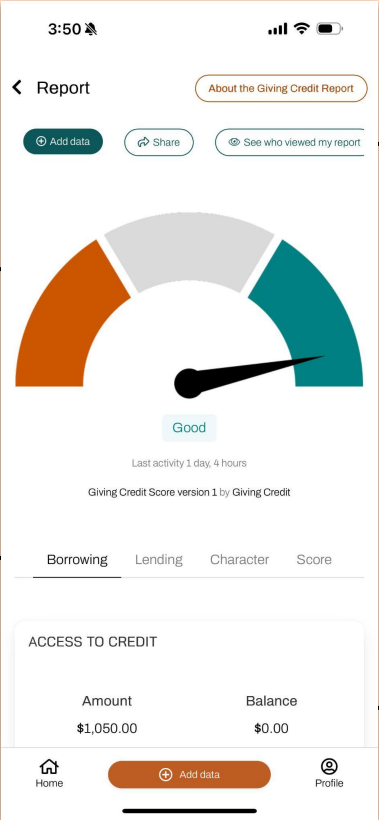 3:50
Report
About the Giving Credit Report
Add data
Share
See who viewed my report
Good
Last activity 1 day, 4 hours
Giving Credit Score version 1 by Giving Credit
Borrowing Lending Character Score
ACCESS TO CREDIT
Amount Balance
$1,050.00 $0.00
Home
Add data
Profile